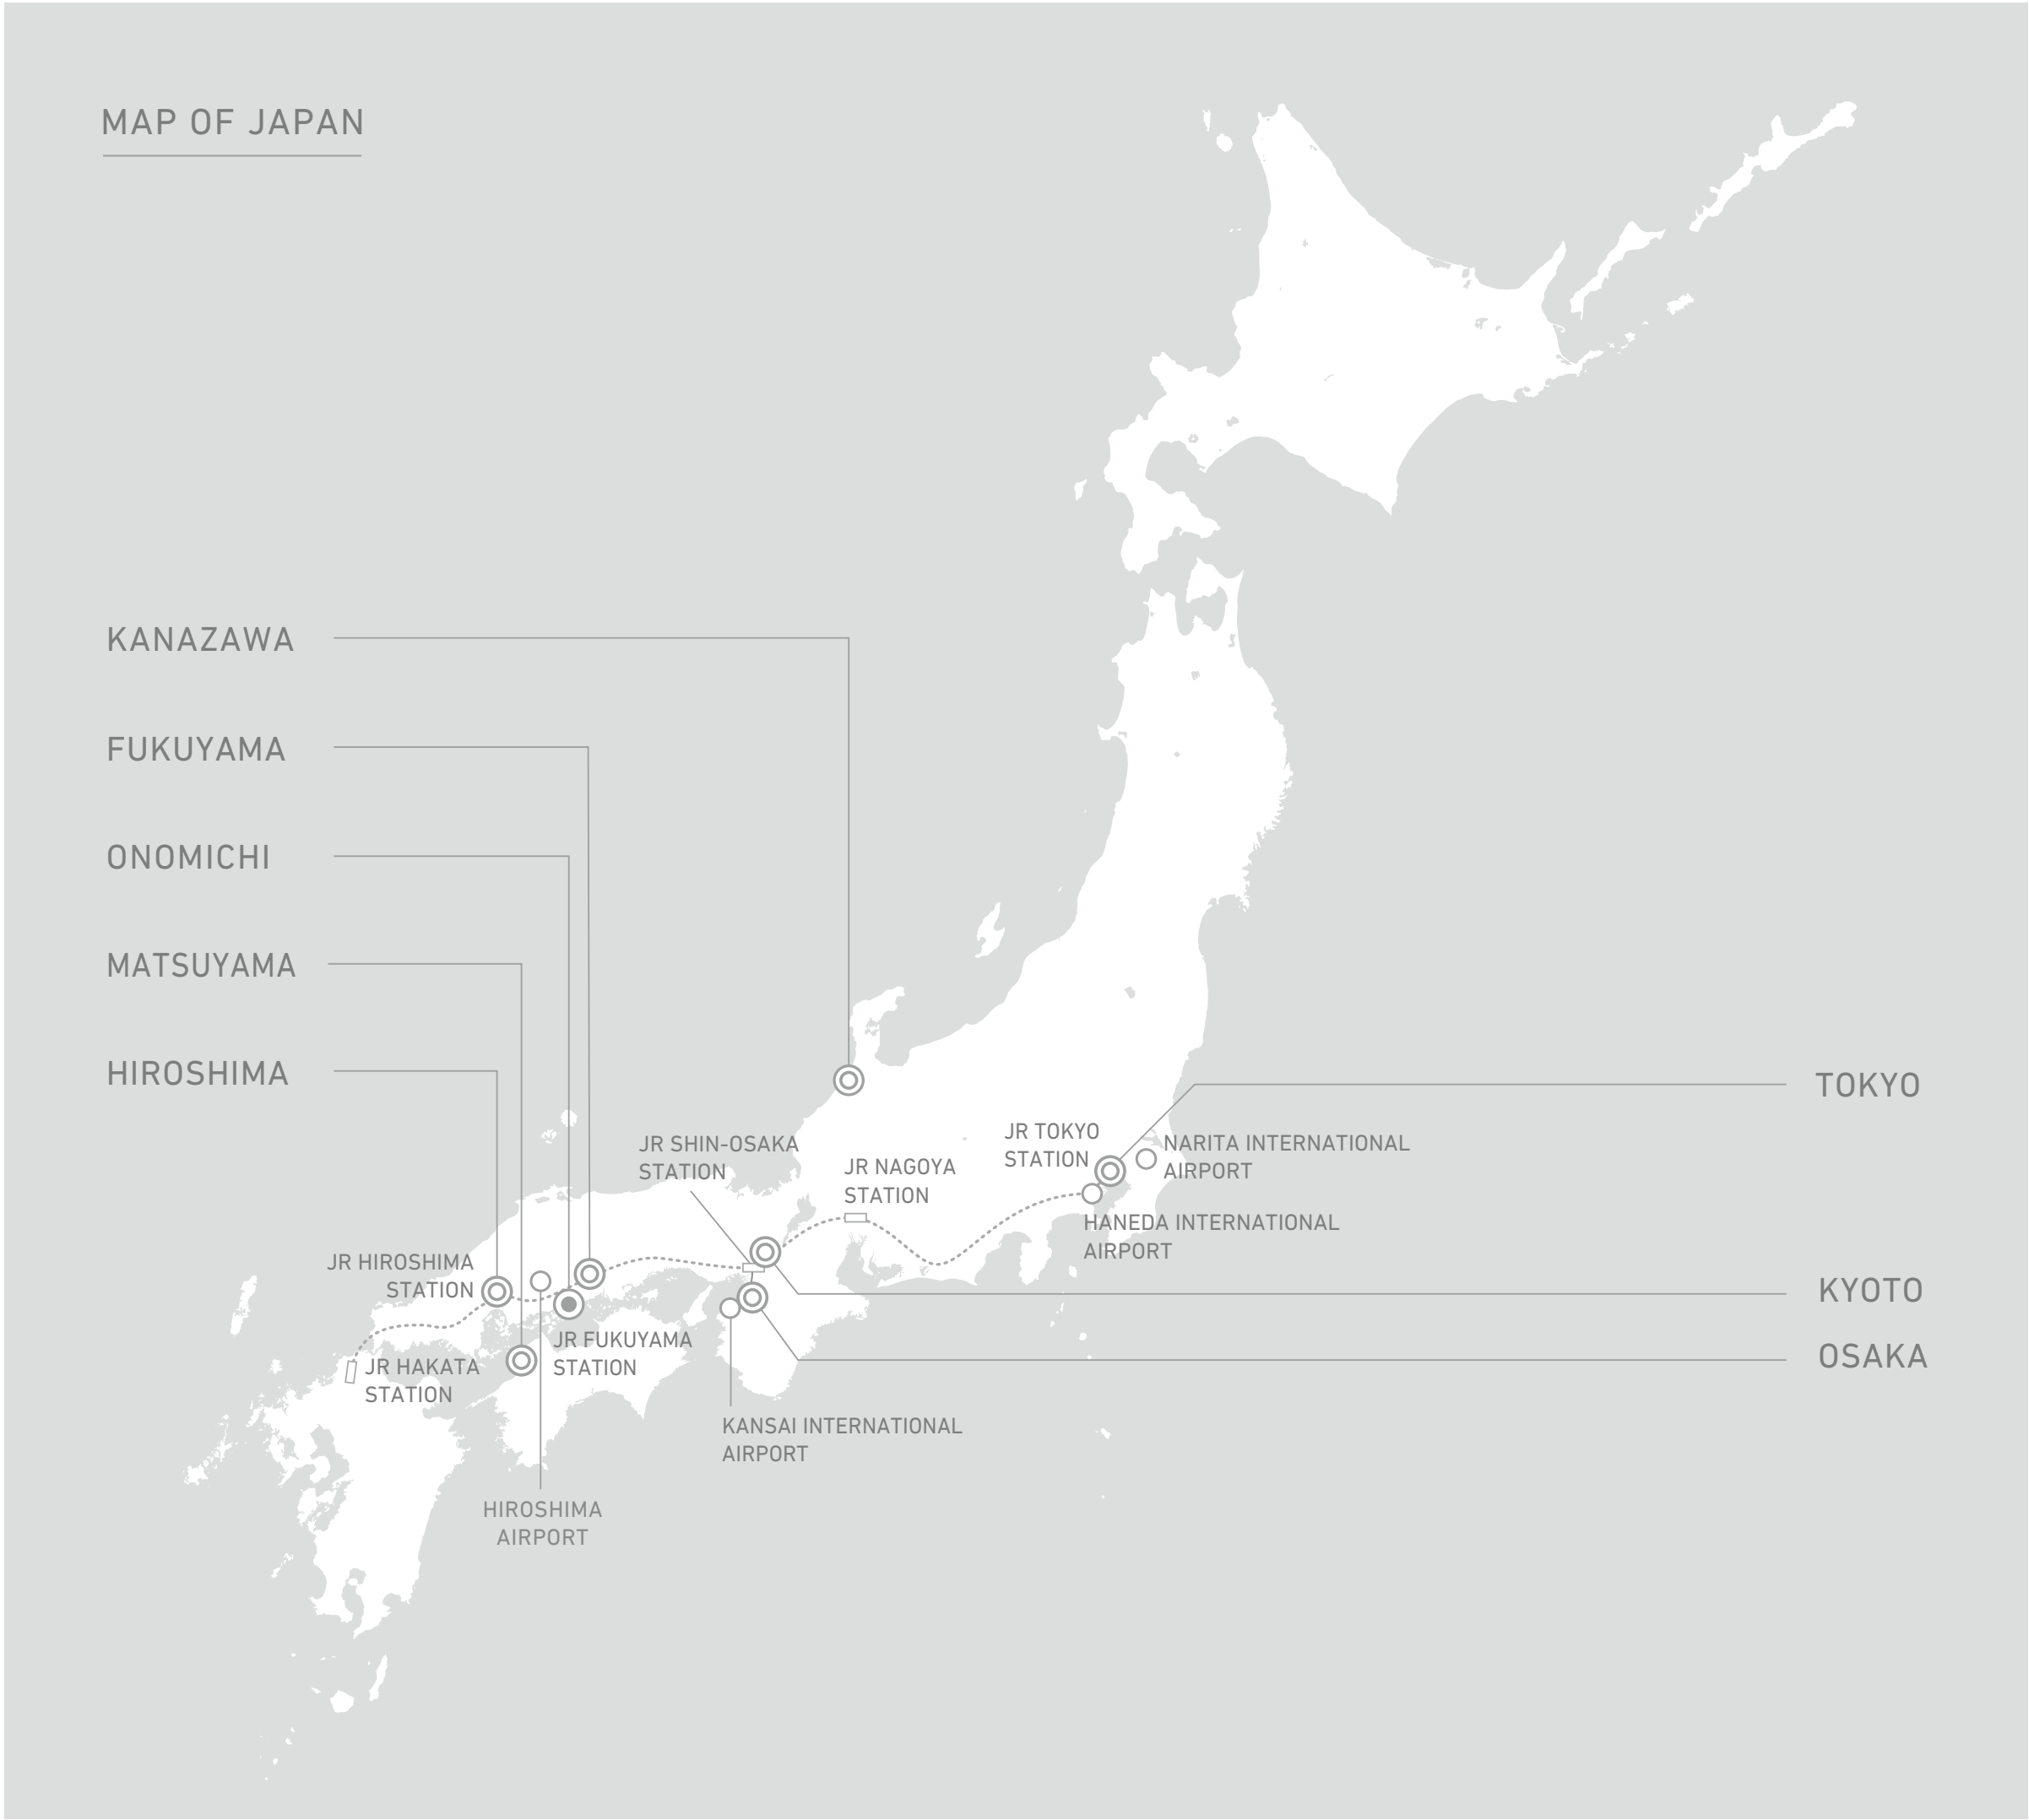 MAP OF JAPAN
KANAZAWA
FUKUYAMA
ONOMICHI
MATSUYAMA
HIROSHIMA
TOKYO
JR TOKYO
STATION
NARITA INTERNATIONAL
AIRPORT
JR SHIN-OSAKA
STATION
JR NAGOYA
STATION
HANEDA INTERNATIONAL
AIRPORT
JR HIROSHIMA
STATION
KYOTO
JR FUKUYAMA
STATION
OSAKA
JR HAKATA
STATION
KANSAI INTERNATIONAL
AIRPORT
HIROSHIMA
AIRPORT